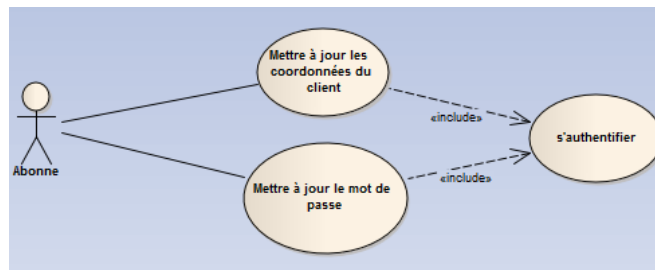 Mettre à jour les
coordonnées du
client
«include»
s'authentifier
Abonne
Mettre à jour le mot de
passe
«include»